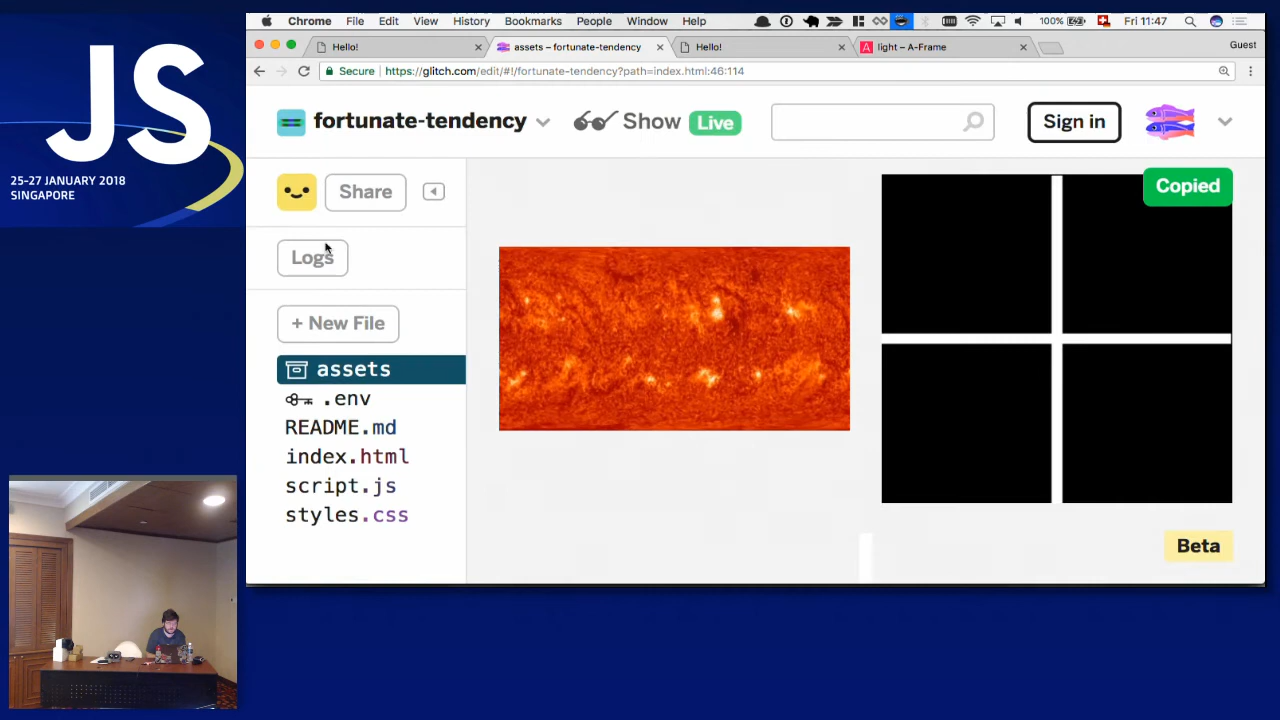 JS
25-27 JANUARY 2018
SINGAPORE
Chrome File Edit View History Bookmarks People Window Help 100% Fri 11:47
Hello! assets – fortunate-tendency Hello! light – A-Frame Guest
Secure https://glitch.com/edit/#!/fortunate-tendency?path=index.html:46:114
fortunate-tendency Show Live Sign in
Share
Copied
Logs
+ New File
assets
.env
README.md
index.html
script.js
styles.css
Beta